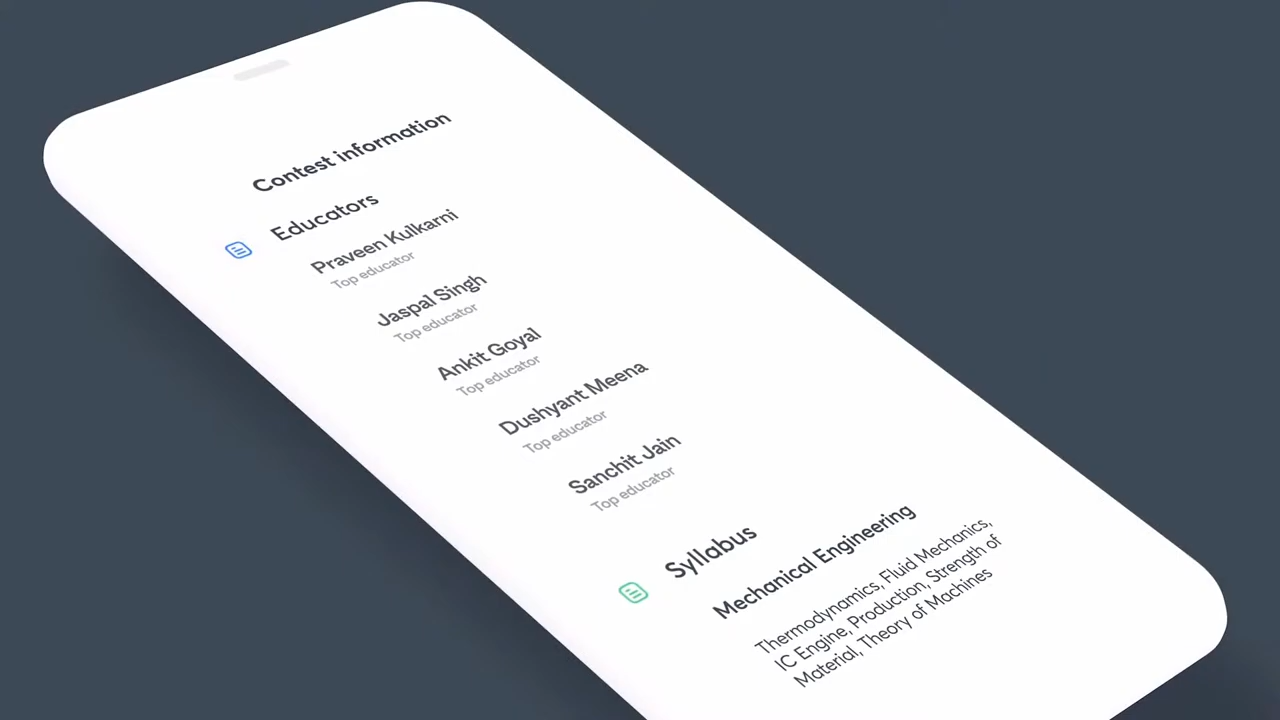 Contest information
Educators
Praveen Kulkarni
Top educator
Jaspal Singh
Top educator
Ankit Goyal
Top educator
Dushyant Meena
Top educator
Sanchit Jain
Top educator
Syllabus
Mechanical Engineering
Thermodynamics, Fluid Mechanics,
IC Engine, Production, Strength of
Material, Theory of Machines